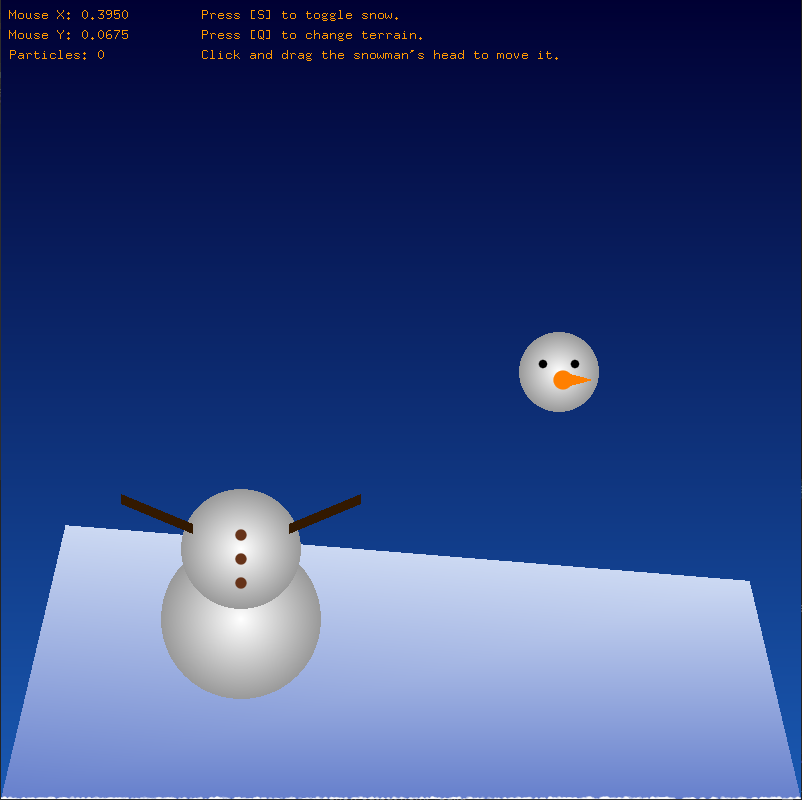 Mouse X: 0.3950 Press [S] to toggle snow.
Mouse Y: 0.0675 Press [Q] to change terrain.
Particles: 0 Click and drag the snowman's head to move it.